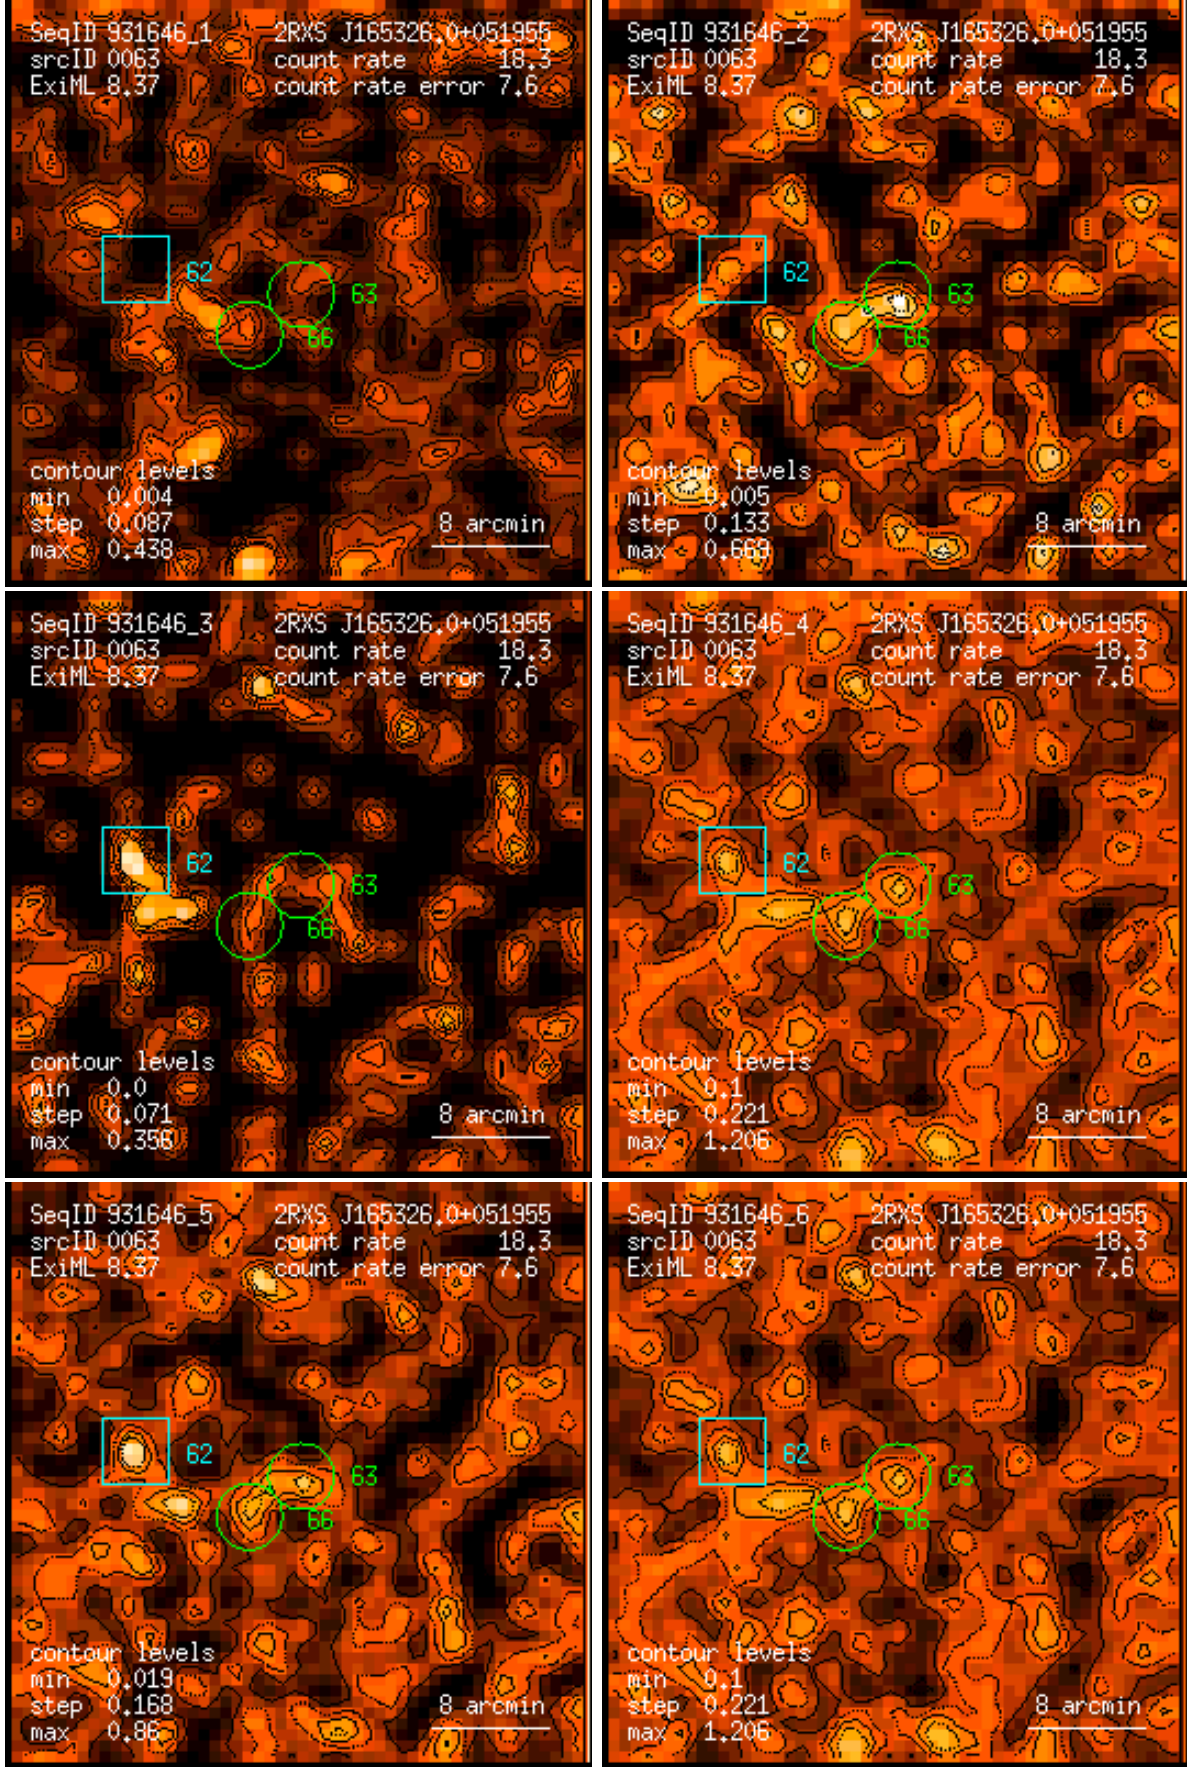 SeqID 931646_1 2RXS J165326.0+051955
srcID 0063 count rate 18.3
ExiML 8.37 count rate error 7.6
62
63
66
contour levels
min 0.004
step 0.087
max 0.438
8 arcmin
SeqID 931646_2 2RXS J165326.0+051955
srcID 0063 count rate 18.3
ExiML 8.37 count rate error 7.6
62
63
66
contour levels
min 0.005
step 0.133
max 0.669
8 arcmin
SeqID 931646_3 2RXS J165326.0+051955
srcID 0063 count rate 18.3
ExiML 8.37 count rate error 7.6
62
63
66
contour levels
min 0.0
step 0.071
max 0.356
8 arcmin
SeqID 931646_4 2RXS J165326.0+051955
srcID 0063 count rate 18.3
ExiML 8.37 count rate error 7.6
62
63
66
contour levels
min 0.1
step 0.221
max 1.206
8 arcmin
SeqID 931646_5 2RXS J165326.0+051955
srcID 0063 count rate 18.3
ExiML 8.37 count rate error 7.6
62
63
66
contour levels
min 0.019
step 0.168
max 0.86
8 arcmin
SeqID 931646_6 2RXS J165326.0+051955
srcID 0063 count rate 18.3
ExiML 8.37 count rate error 7.6
62
63
66
contour levels
min 0.1
step 0.221
max 1.206
8 arcmin